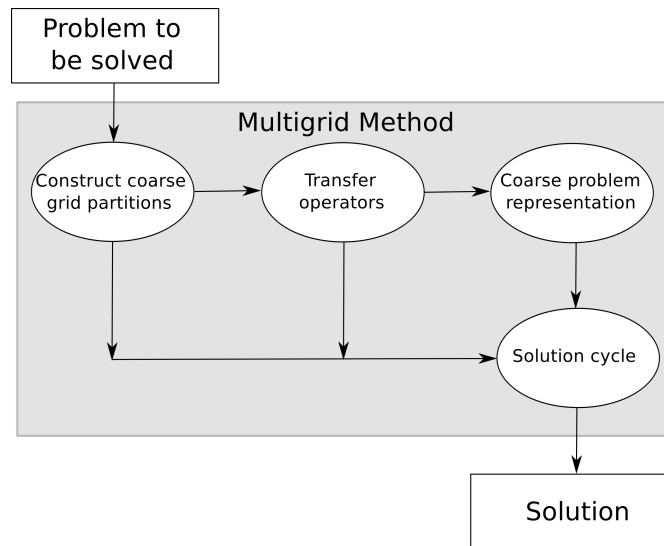 Problem to
be solved
Multigrid Method
Construct coarse
grid partitions
Transfer
operators
Coarse problem
representation
Solution cycle
Solution